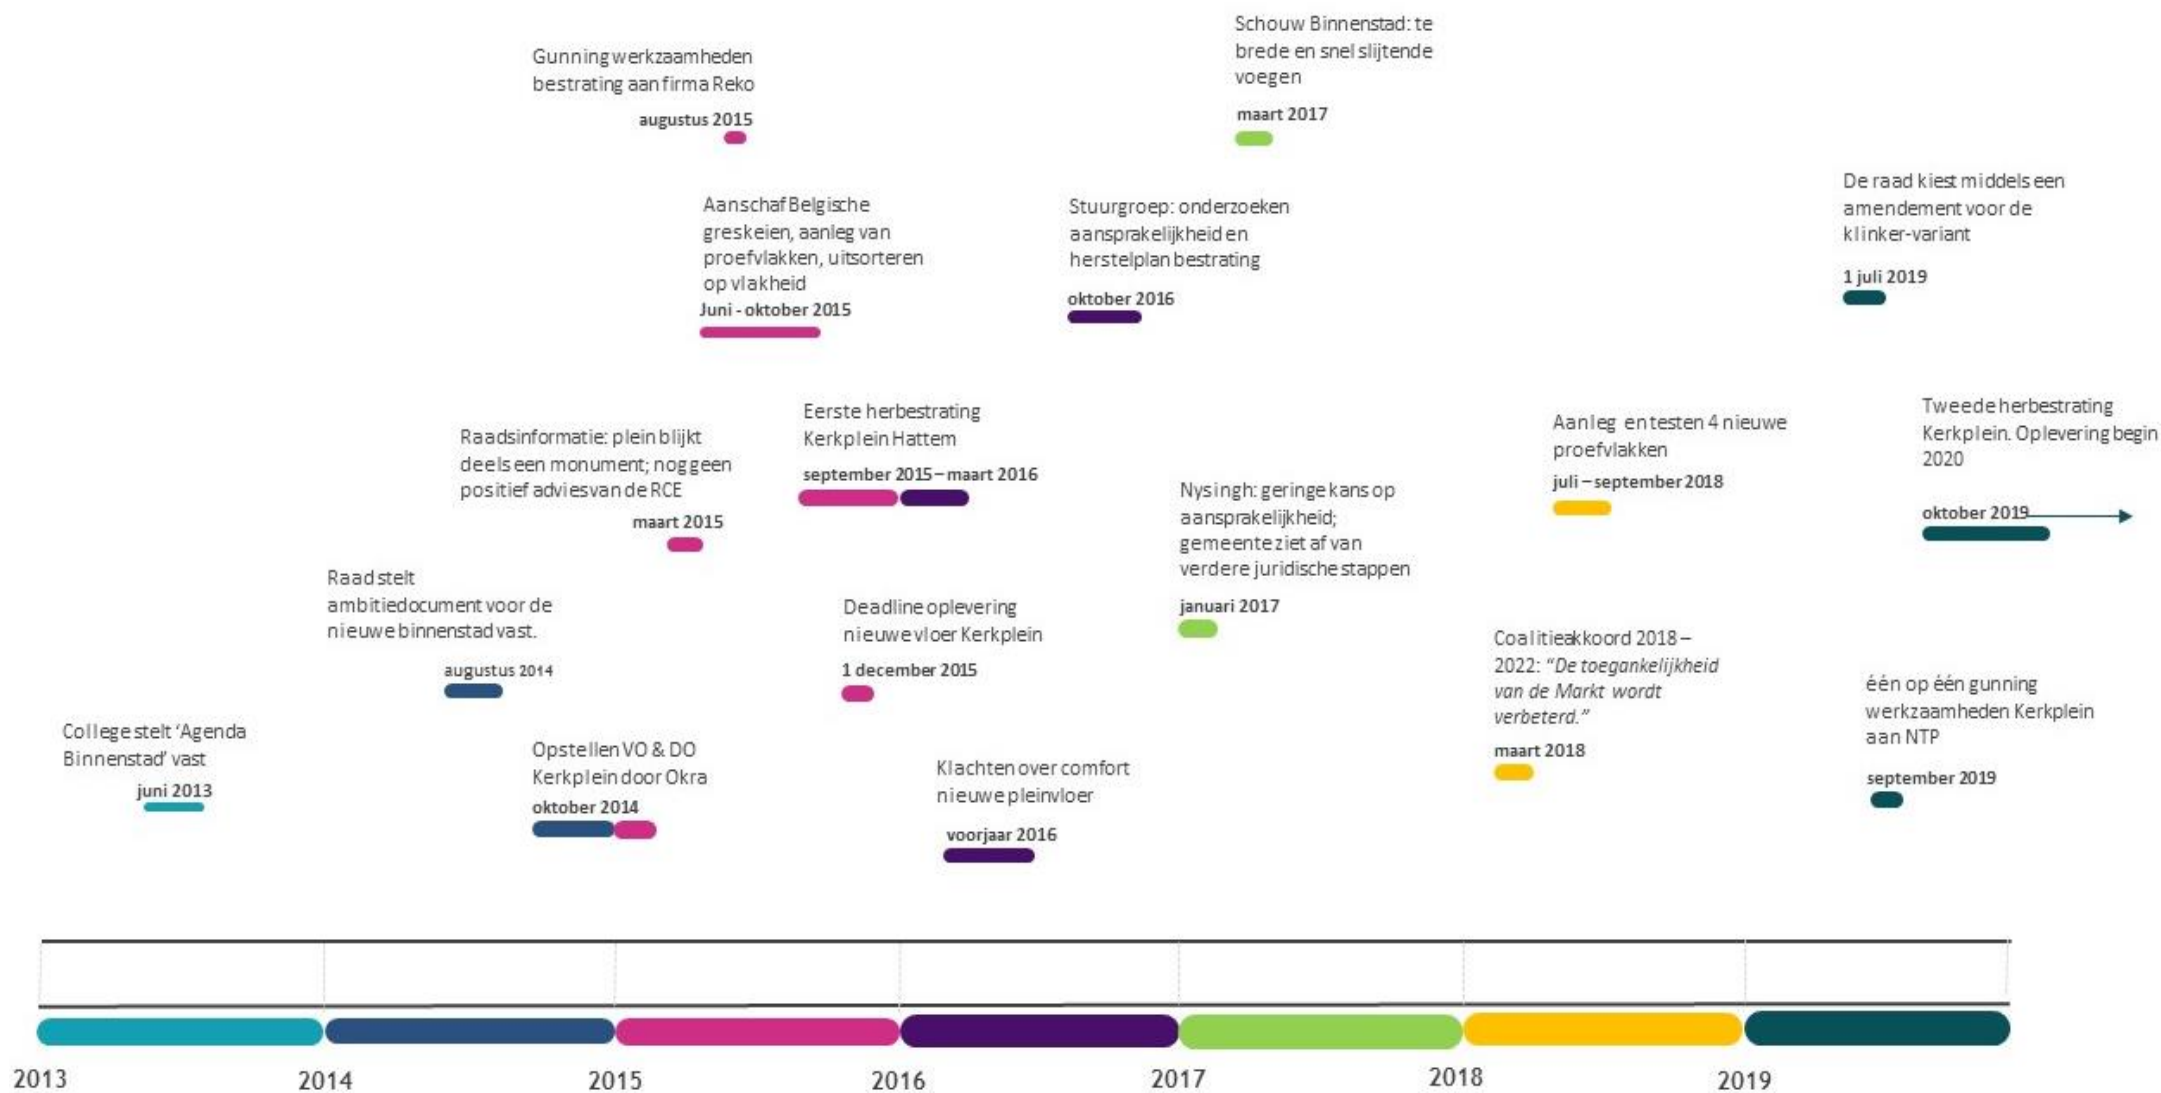 Schouw Binnenstad: te
brede en snel slijtende
voegen
maart 2017
Gunning werkzaamheden
bestrating aan firma Reko
augustus 2015
De raad kiest middels een
amendement voor de
klinker-variant
1 juli 2019
Aanschaf Belgische
greskeien, aanleg van
proefvlakken, uitsorteren
op vlakheid
Juni - oktober 2015
Stuurgroep: onderzoeken
aansprakelijkheid en
herstelplan bestrating
oktober 2016
Eerste herbestrating
Kerkplein Hattem
september 2015 – maart 2016
Tweede herbestrating
Kerkplein. Oplevering begin
2020
oktober 2019
Aanleg en testen 4 nieuwe
proefvlakken
juli – september 2018
Raadsinformatie: plein blijkt
deels een monument; nog geen
positief advies van de RCE
maart 2015
Nysingh: geringe kans op
aansprakelijkheid;
gemeente ziet af van
verdere juridische stappen
januari 2017
Raad stelt
ambitiedocument voor de
nieuwe binnenstad vast.
augustus 2014
Deadline oplevering
nieuwe vloer Kerkplein
1 december 2015
Coalitieakkoord 2018 –
2022: “De toegankelijkheid
van de Markt wordt
verbeterd.”
maart 2018
één op één gunning
werkzaamheden Kerkplein
aan NTP
september 2019
College stelt ‘Agenda
Binnenstad’ vast
juni 2013
Opstellen VO & DO
Kerkplein door Okra
oktober 2014
Klachten over comfort
nieuwe pleinvloer
voorjaar 2016
2013 2014 2015 2016 2017 2018 2019